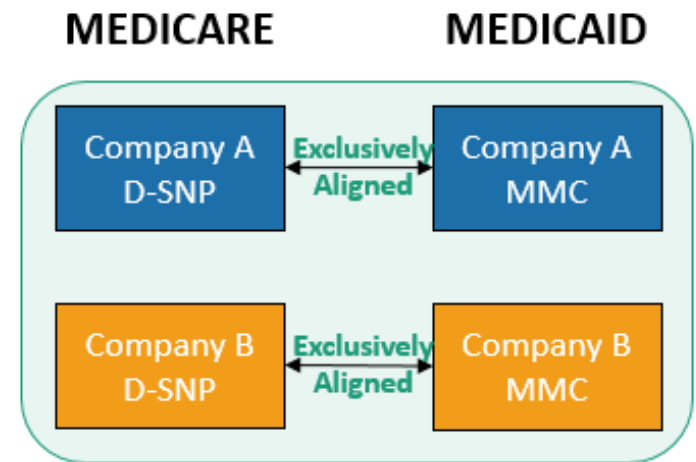 MEDICARE MEDICAID
Company A
D-SNP
Exclusively
Aligned
Company A
MMC
Company B
D-SNP
Exclusively
Aligned
Company B
MMC